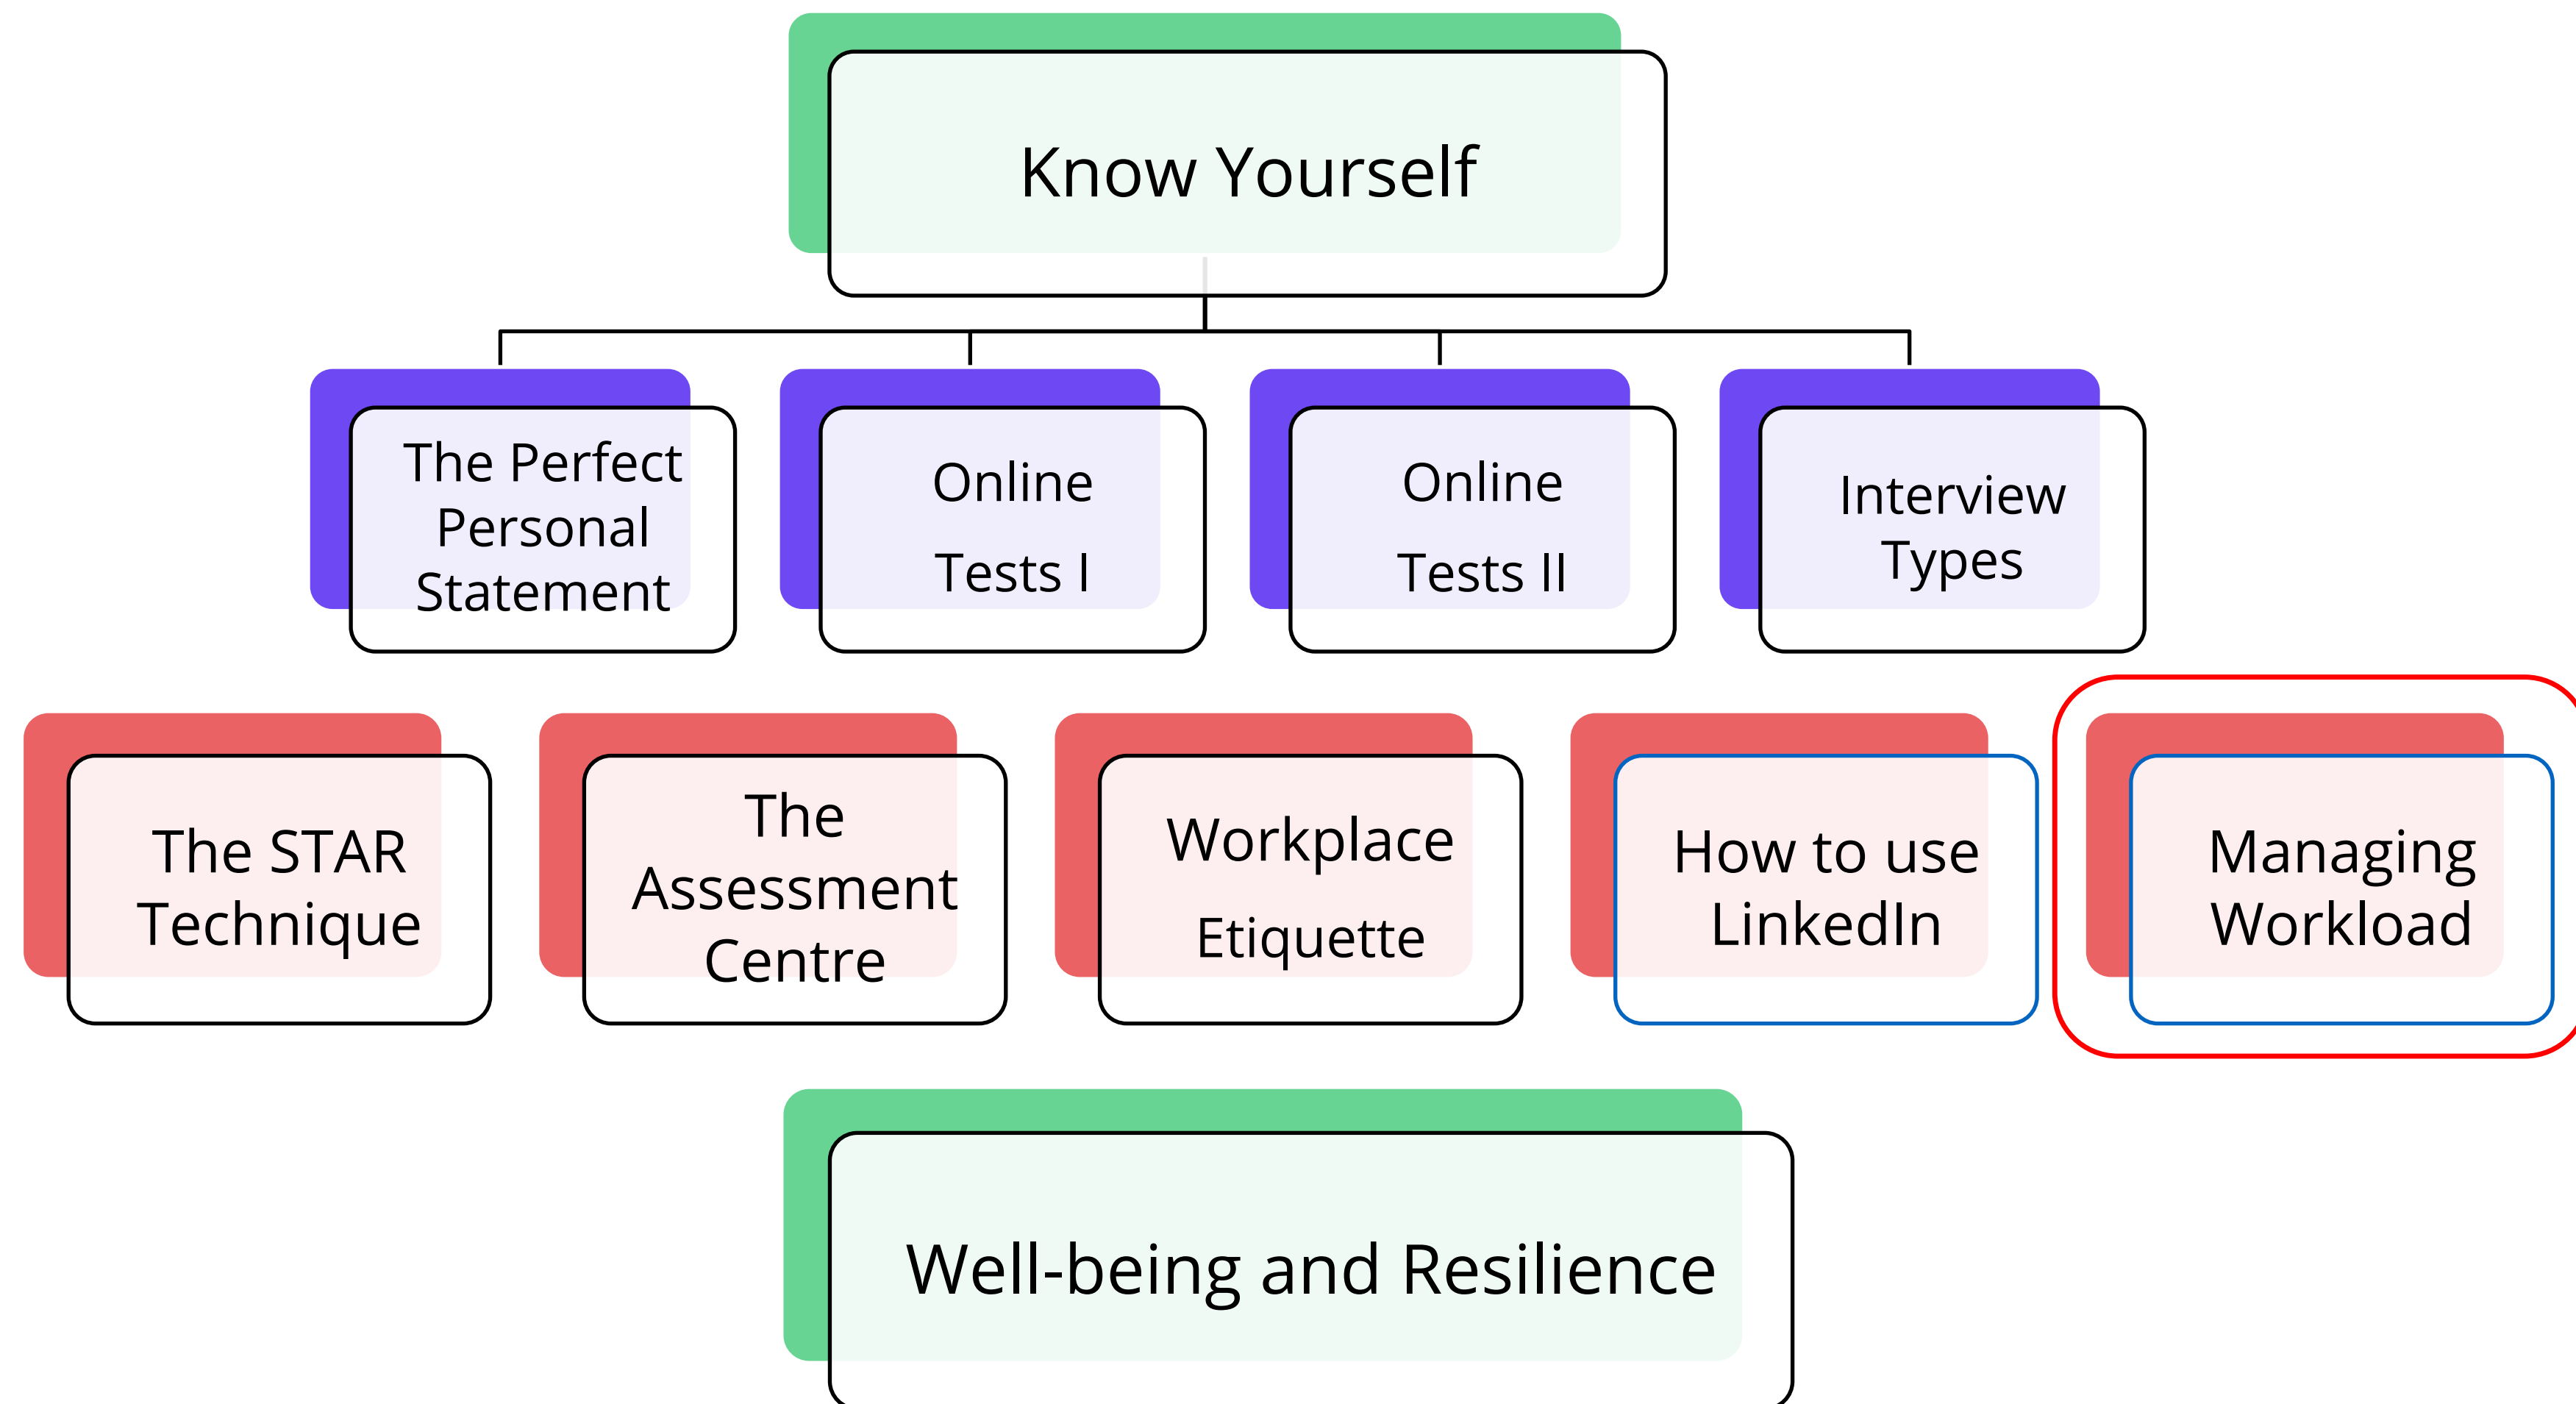 Know Yourself
The Perfect
Personal
Statement
Online
Tests I
Online
Tests II
Interview
Types
The STAR
Technique
The
Assessment
Centre
Workplace
Etiquette
How to use
LinkedIn
Managing
Workload
Well-being and Resilience